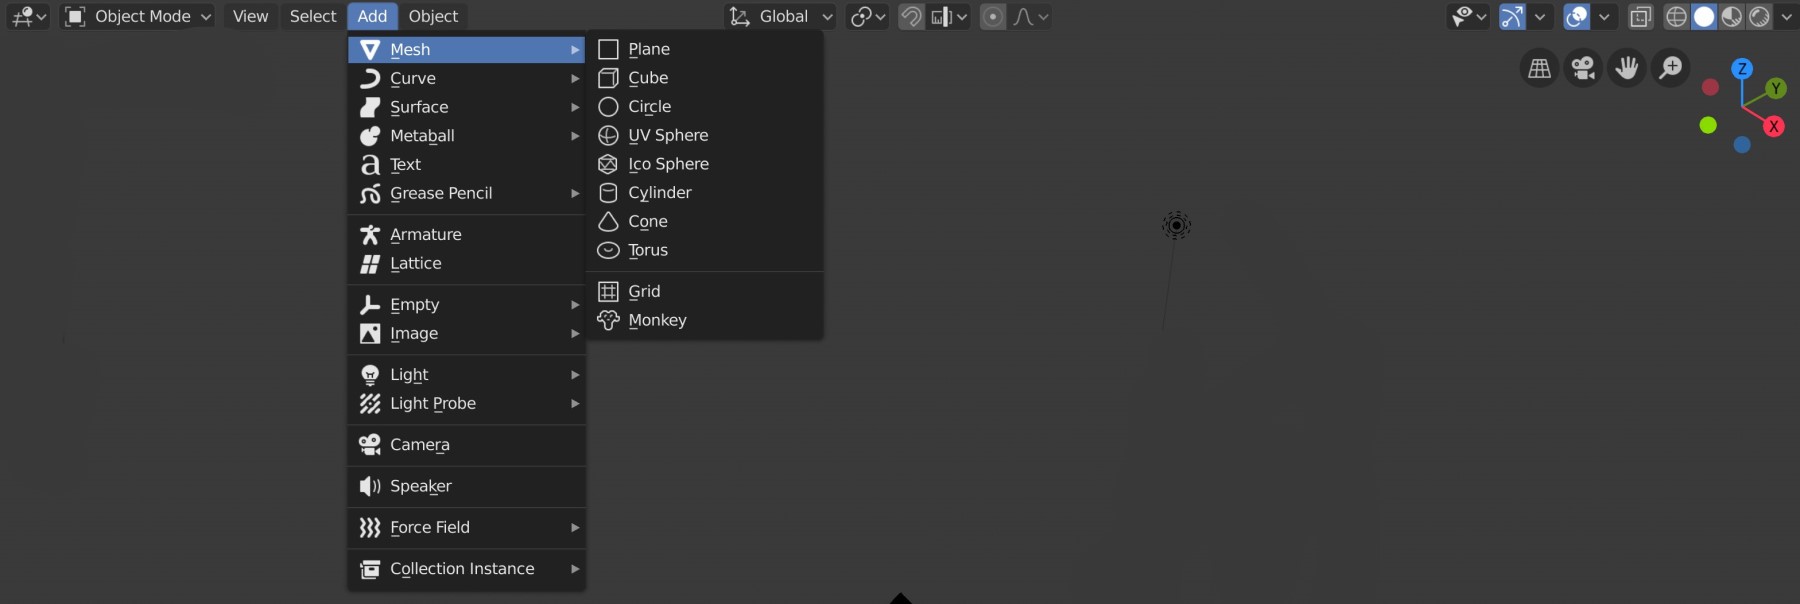 Object Mode View Select Add Object Global
Mesh
Curve
Surface
Metaball
Text
Grease Pencil
Armature
Lattice
Empty
Image
Light
Light Probe
Camera
Speaker
Force Field
Collection Instance
Plane
Cube
Circle
UV Sphere
Ico Sphere
Cylinder
Cone
Torus
Grid
Monkey
Z
Y
X